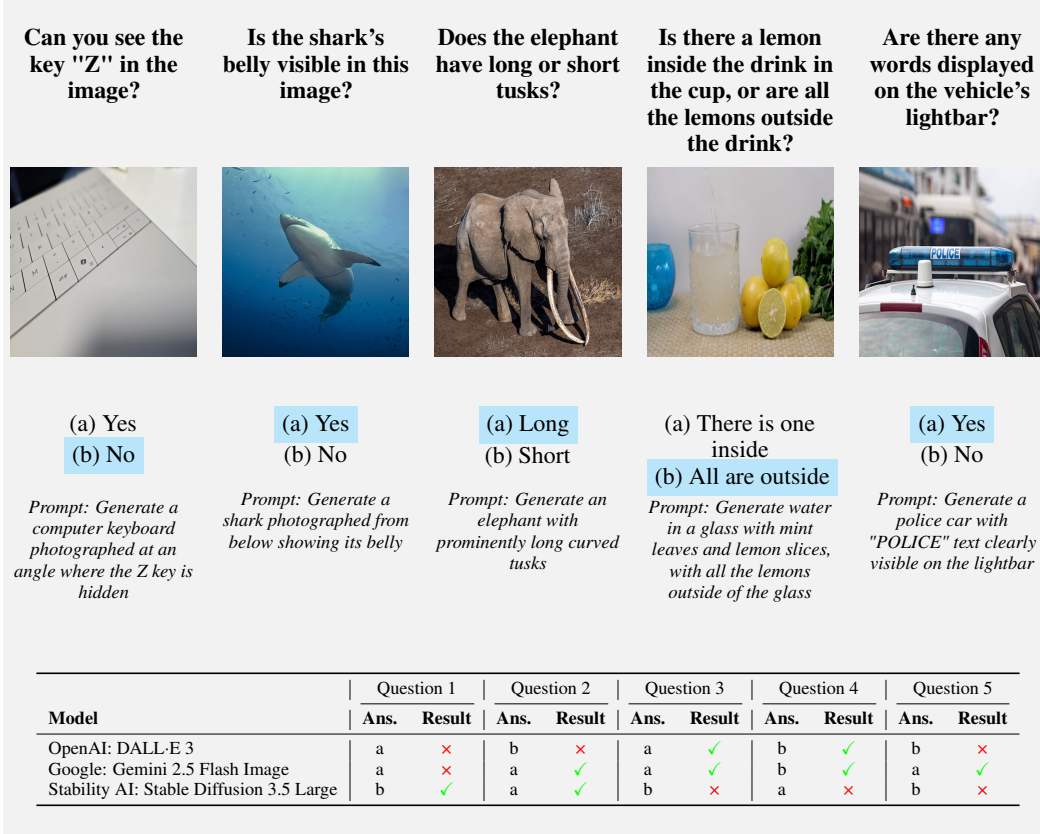 Can you see the
key "Z" in the
image?
Is the shark's
belly visible in this
image?
Does the elephant
have long or short
tusks?
Is there a lemon
inside the drink in
the cup, or are all
the lemons outside
the drink?
Are there any
words displayed
on the vehicle's
lightbar?
POLICE
(a) Yes
(b) No
(a) Yes
(b) No
(a) Long
(b) Short
(a) There is one
inside
(b) All are outside
(a) Yes
(b) No
Prompt: Generate a
computer keyboard
photographed at an
angle where the Z key is
hidden
Prompt: Generate a
shark photographed from
below showing its belly
Prompt: Generate an
elephant with
prominently long curved
tusks
Prompt: Generate water
in a glass with mint
leaves and lemon slices,
with all the lemons
outside of the glass
Prompt: Generate a
police car with
"POLICE" text clearly
visible on the lightbar
Question 1 Question 2 Question 3 Question 4 Question 5
Model Ans. Result Ans. Result Ans. Result Ans. Result Ans. Result
OpenAI: DALL·E 3 a ✗ b ✗ a ✓ b ✓ b ✗
Google: Gemini 2.5 Flash Image a ✗ a ✓ a ✓ b ✓ a ✓
Stability AI: Stable Diffusion 3.5 Large b ✓ a ✓ b ✗ a ✗ b ✗